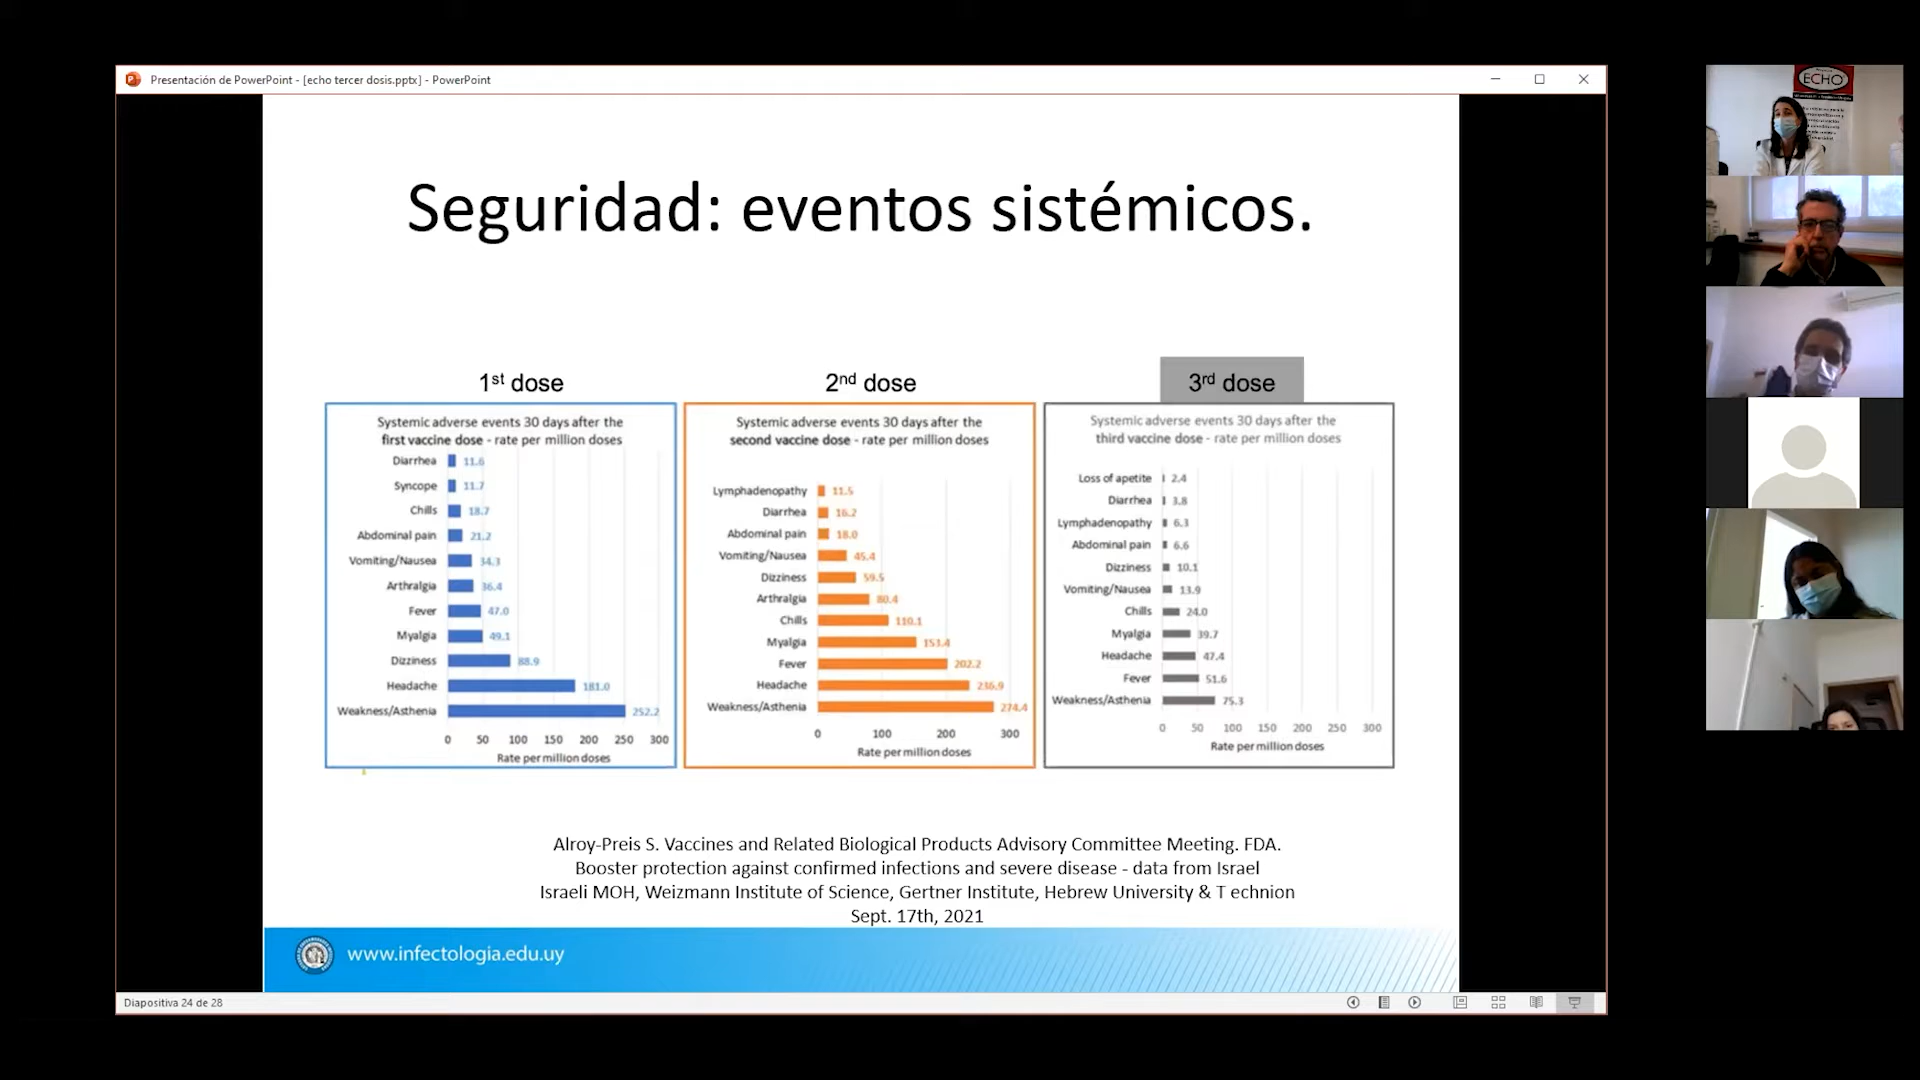 Presentación de PowerPoint - [echo tercer dosis.pptx] - PowerPoint
ECHO
Seguridad: eventos sistémicos.
1st dose
Systemic adverse events 30 days after the
first vaccine dose - rate per million doses
Diarrhea 11.6
Syncope 11.7
Chills 18.7
Abdominal pain 21.2
Vomiting/Nausea 34.3
Arthralgia 36.4
Fever 47.0
Myalgia 49.1
Dizziness 88.9
Headache 181.0
Weakness/Asthenia 252.2
0 50 100 150 200 250 300
Rate per million doses
2nd dose
Systemic adverse events 30 days after the
second vaccine dose - rate per million doses
Lymphadenopathy 11.5
Diarrhea 16.2
Abdominal pain 18.0
Vomiting/Nausea 45.4
Dizziness 59.5
Arthralgia 80.4
Chills 110.1
Myalgia 153.4
Fever 202.2
Headache 236.9
Weakness/Asthenia 274.4
0 100 200 300
Rate per million doses
3rd dose
Systemic adverse events 30 days after the
third vaccine dose - rate per million doses
Loss of apetite 2.4
Diarrhea 3.8
Lymphadenopathy 6.3
Abdominal pain 6.6
Dizziness 10.1
Vomiting/Nausea 13.9
Chills 24.0
Myalgia 39.7
Headache 47.4
Fever 51.6
Weakness/Asthenia 75.3
0 50 100 150 200 250 300
Rate per million doses
Alroy-Preis S. Vaccines and Related Biological Products Advisory Committee Meeting. FDA.
Booster protection against confirmed infections and severe disease - data from Israel
Israeli MOH, Weizmann Institute of Science, Gertner Institute, Hebrew University & T echnion
Sept. 17th, 2021
www.infectologia.edu.uy
Diapositiva 24 de 28